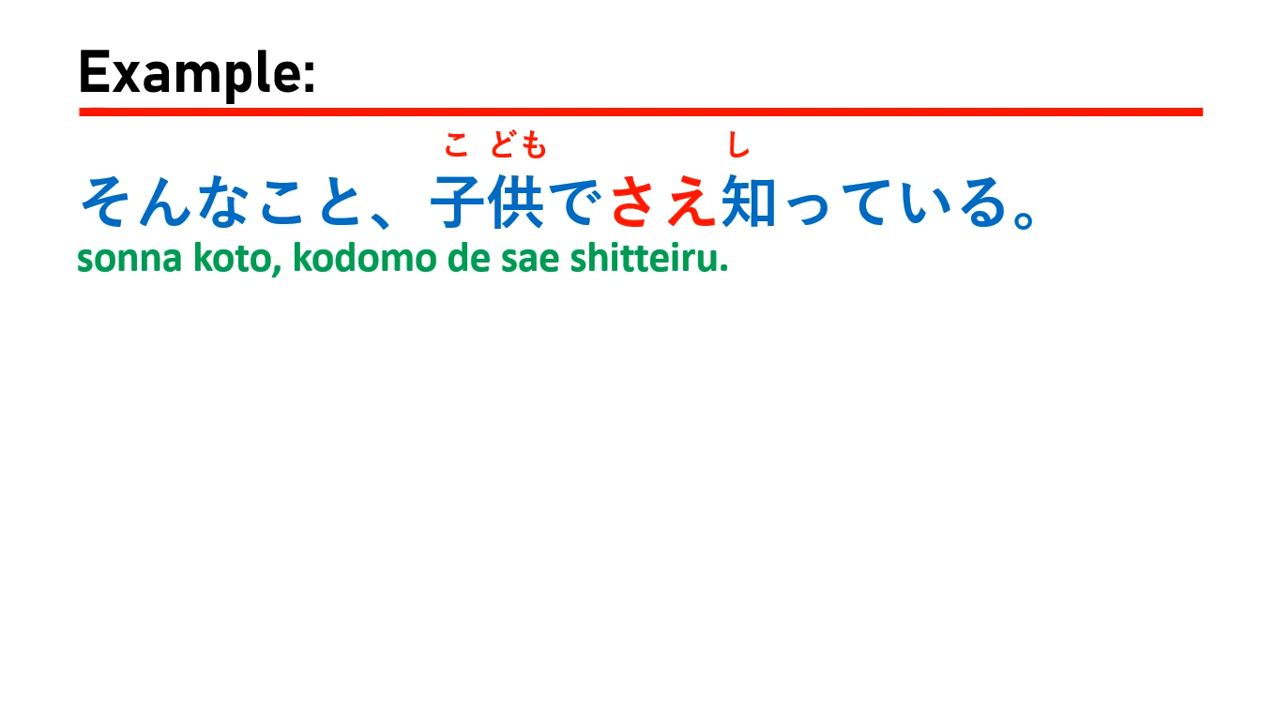 Example:
こ ども し
そんなこと、子供でさえ知っている。
sonna koto, kodomo de sae shitteiru.